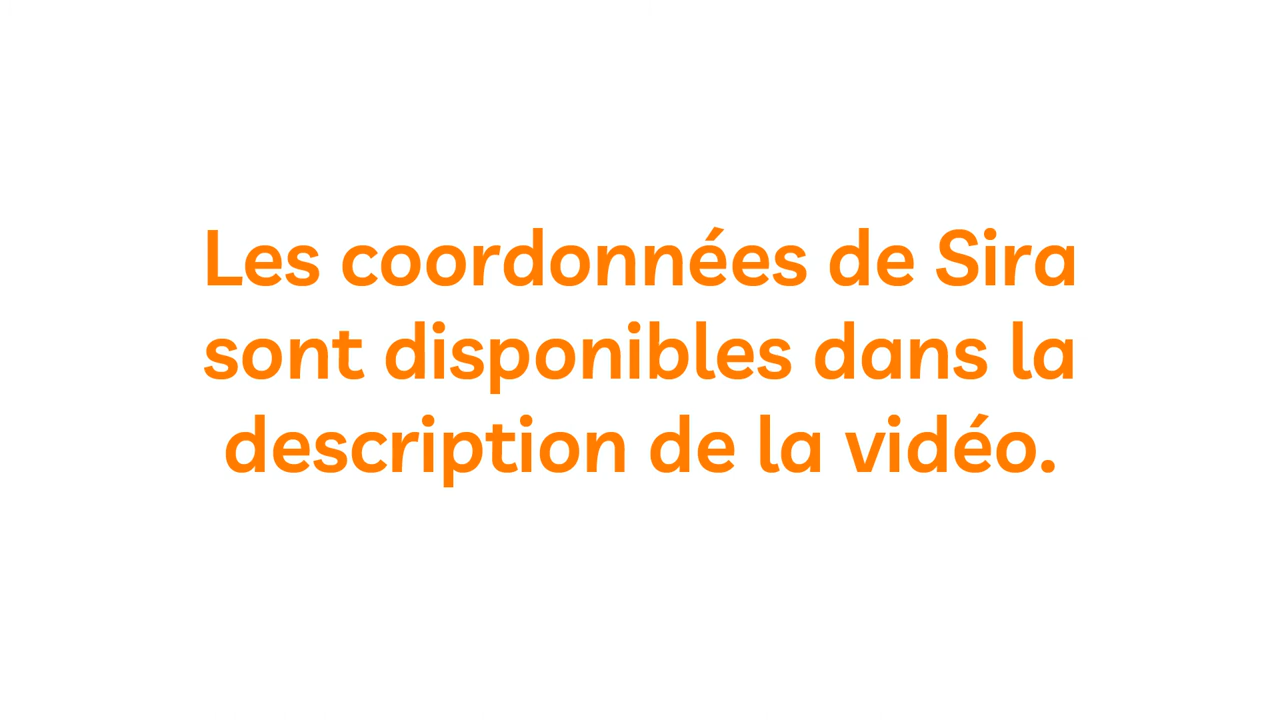 Les coordonnées de Sira
sont disponibles dans la
description de la vidéo.